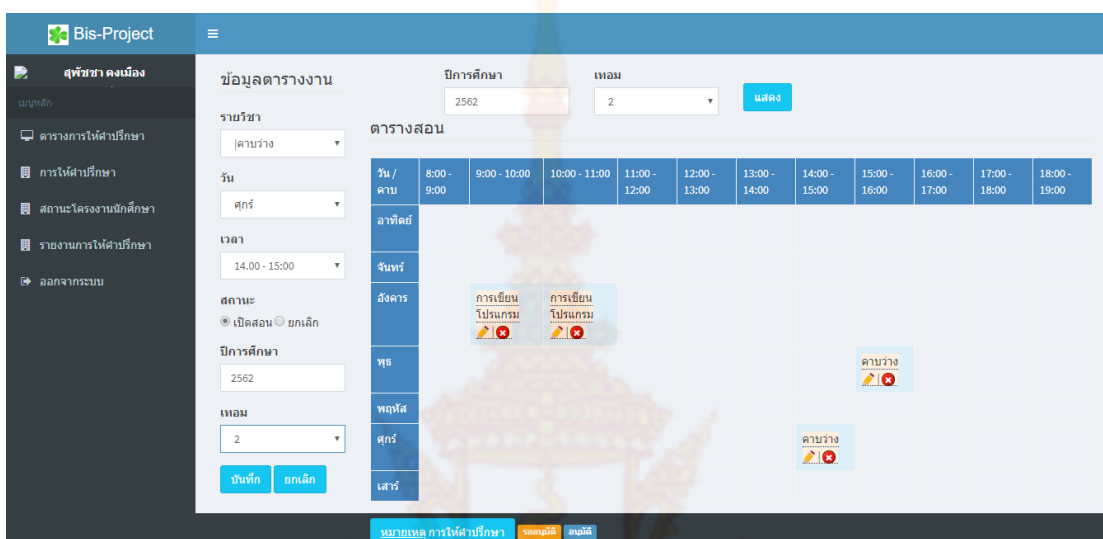 Bis-Project
สุพัชชา คงเมือง
เมนูหลัก
ตารางการให้คำปรึกษา
การให้คำปรึกษา
สถานะโครงงานนักศึกษา
รายงานการให้คำปรึกษา
ออกจากระบบ
ข้อมูลตารางงาน
รายวิชา
|คาบว่าง
วัน
ศุกร์
เวลา
14.00 - 15:00
สถานะ
เปิดสอน ยกเลิก
ปีการศึกษา
2562
เทอม
2
บันทึก ยกเลิก
ปีการศึกษา เทอม
2562 2 แสดง
ตารางสอน
วัน / คาบ 8:00 - 9:00 9:00 - 10:00 10:00 - 11:00 11:00 - 12:00 12:00 - 13:00 13:00 - 14:00 14:00 - 15:00 15:00 - 16:00 16:00 - 17:00 17:00 - 18:00 18:00 - 19:00
อาทิตย์
จันทร์
อังคาร การเขียนโปรแกรม | การเขียนโปรแกรม |
พุธ คาบว่าง |
พฤหัส
ศุกร์ คาบว่าง |
เสาร์
หมายเหตุ การให้คำปรึกษา รออนุมัติ อนุมัติ